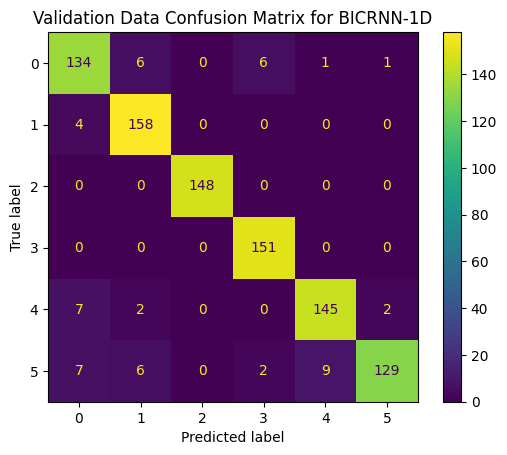 Validation Data Confusion Matrix for BICRNN-1D
True label
0 134 6 0 6 1 1
1 4 158 0 0 0 0
2 0 0 148 0 0 0
3 0 0 0 151 0 0
4 7 2 0 0 145 2
5 7 6 0 2 9 129
0 1 2 3 4 5
Predicted label
140
120
100
80
60
40
20
0